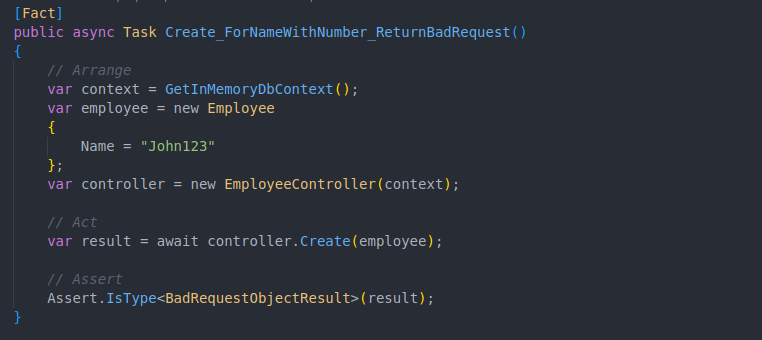 [Fact]
public async Task Create_ForNameWithNumber_ReturnBadRequest()
{
    // Arrange
    var context = GetInMemoryDbContext();
    var employee = new Employee
    {
        Name = "John123"
    };
    var controller = new EmployeeController(context);

    // Act
    var result = await controller.Create(employee);

    // Assert
    Assert.IsType<BadRequestObjectResult>(result);
}